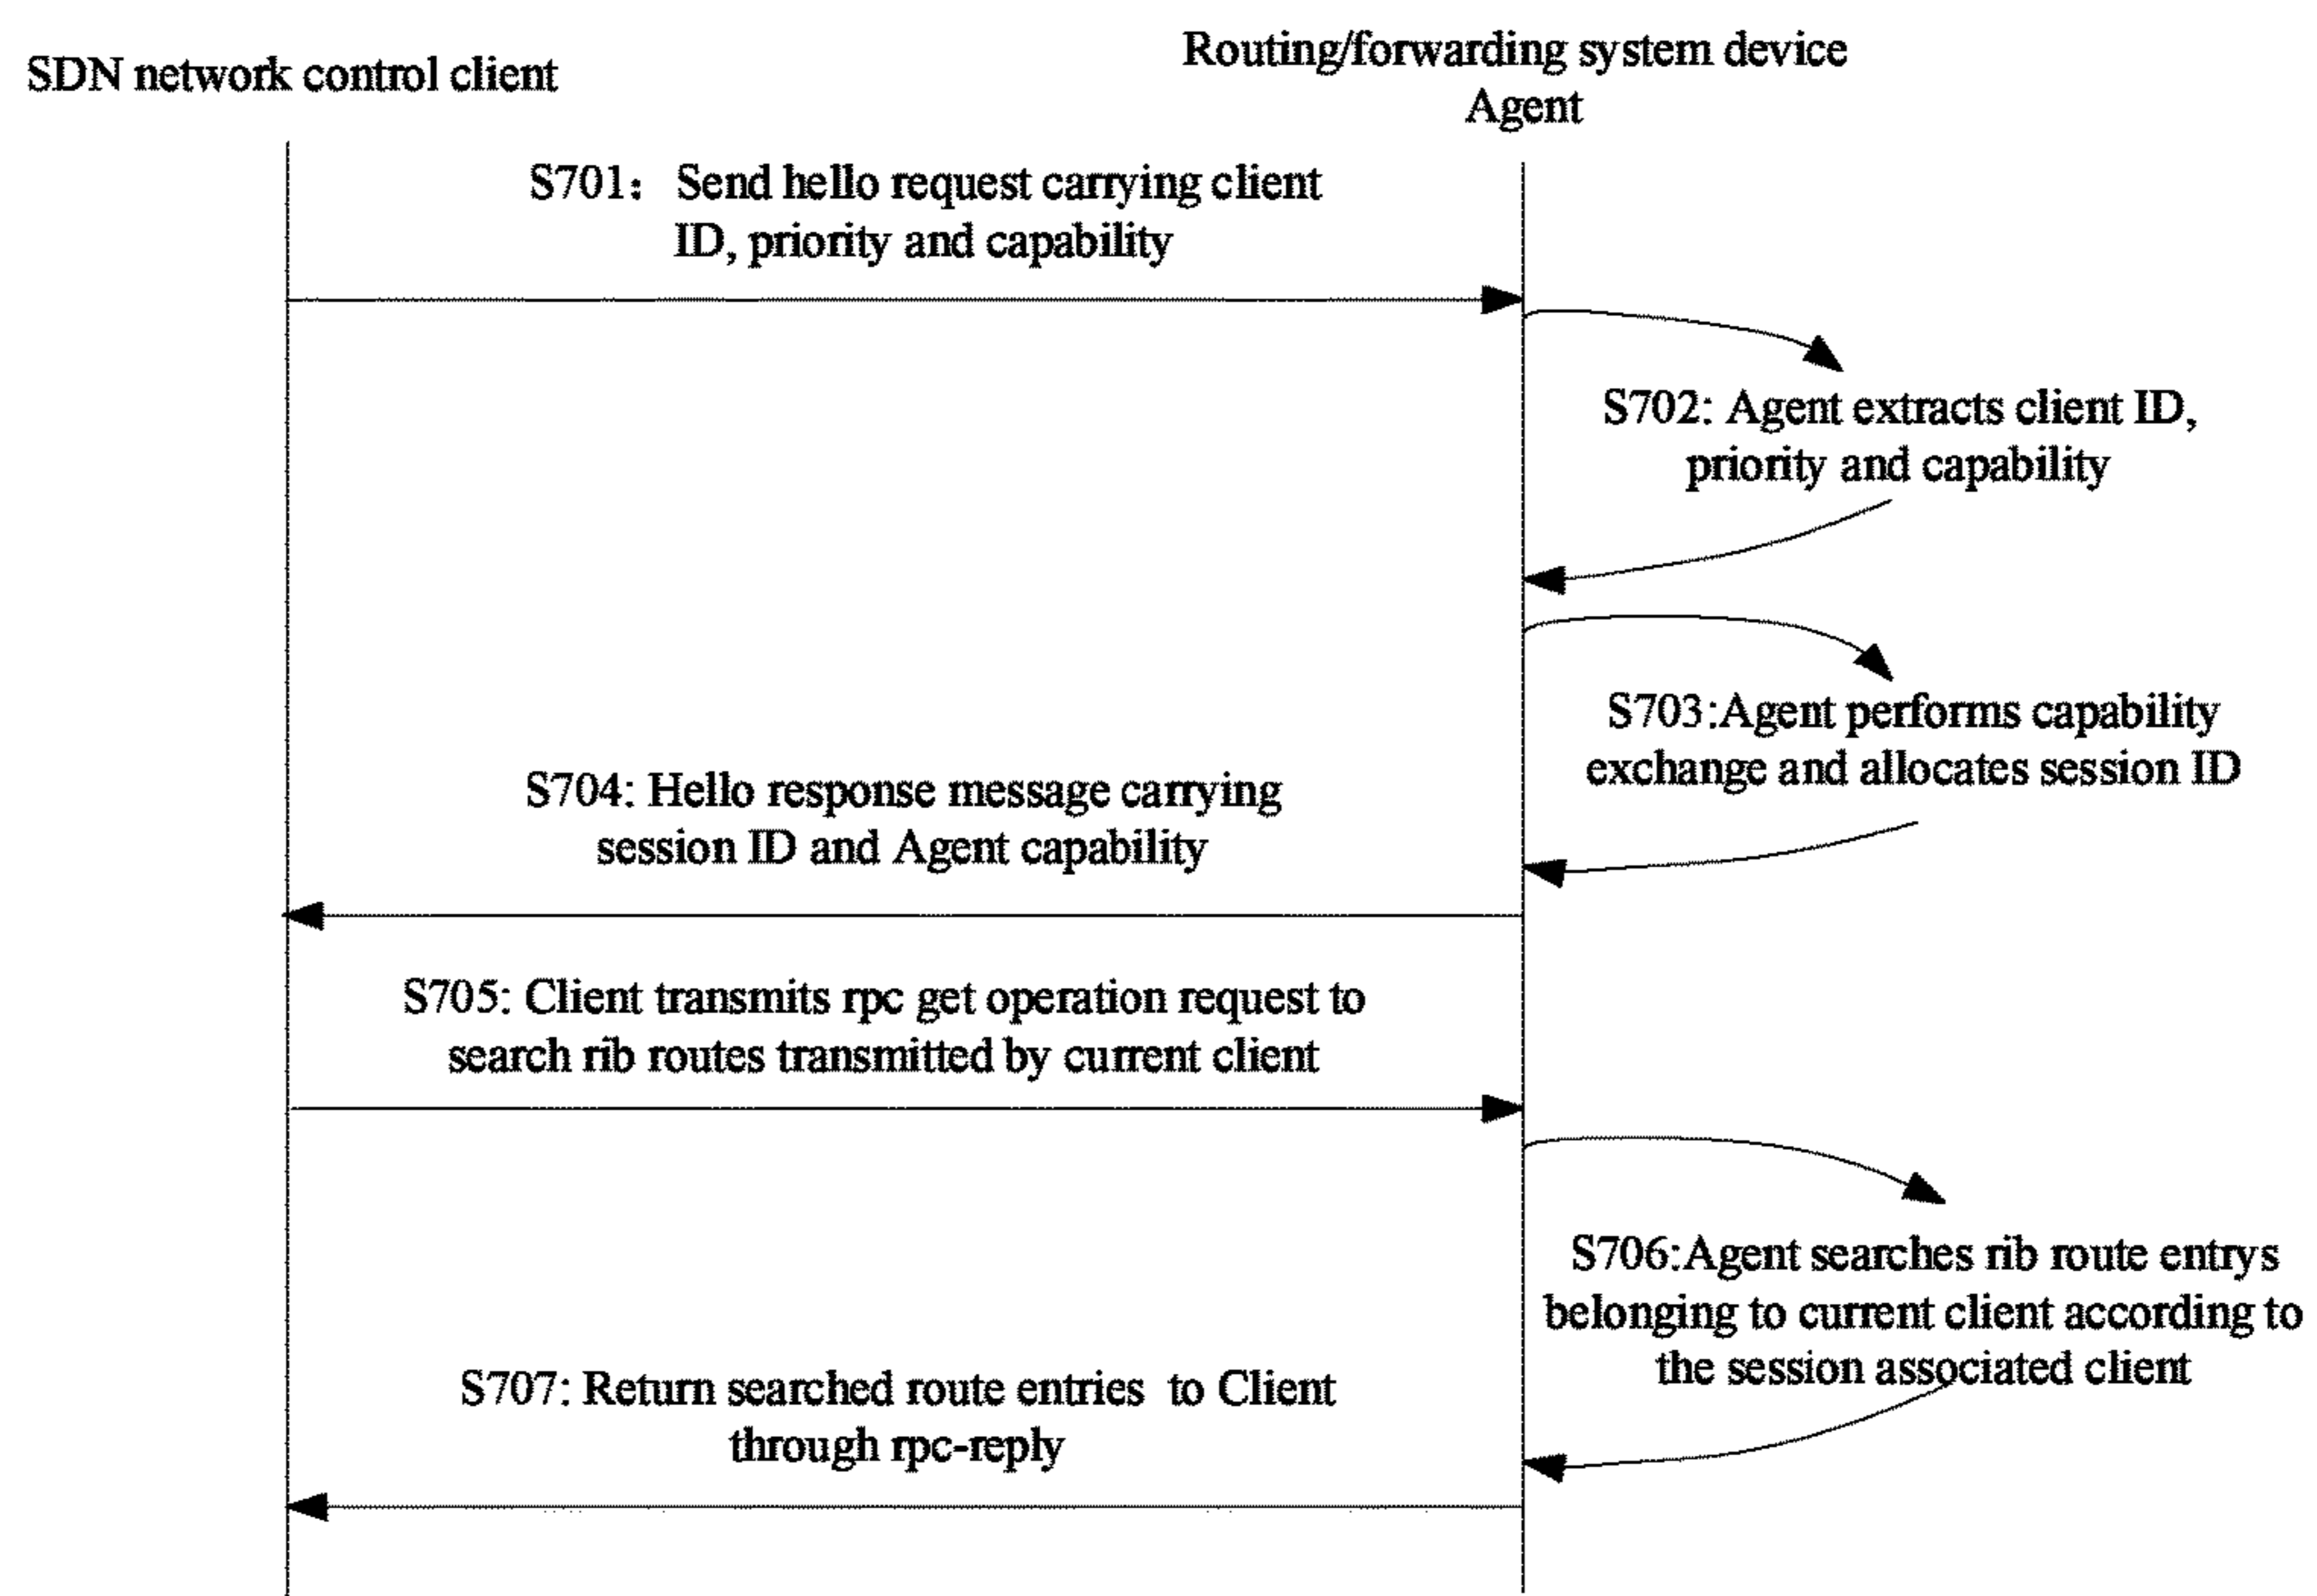 SDN network control client
Routing/forwarding system device
Agent
S701： Send hello request carrying client
ID, priority and capability
S702: Agent extracts client ID,
priority and capability
S703:Agent performs capability
exchange and allocates session ID
S704: Hello response message carrying
session ID and Agent capability
S705: Client transmits rpc get operation request to
search rib routes transmitted by current client
S706:Agent searches rib route entrys
belonging to current client according to
the session associated client
S707: Return searched route entries to Client
through rpc-reply